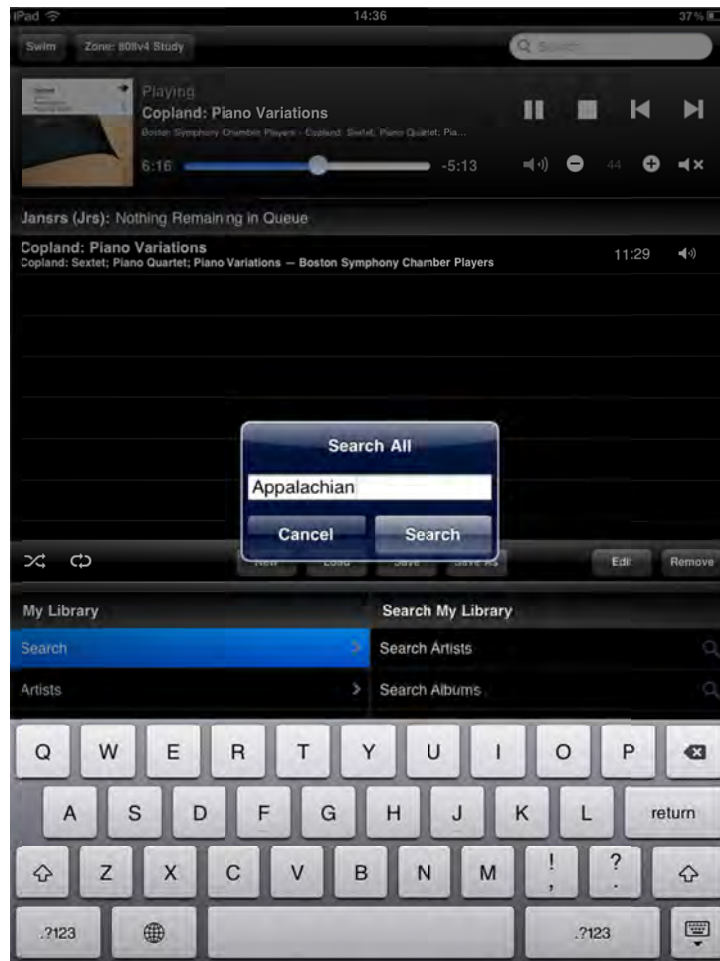 iPad 14:36 37%
Swim Zone: 808v4 Study Search
Playing
Copland: Piano Variations
Boston Symphony Chamber Players - Copland: Sextet; Piano Quartet; Pia...
6:16 -5:13 44
Jansrs (Jrs): Nothing Remaining in Queue
Copland: Piano Variations 11:29
Copland: Sextet; Piano Quartet; Piano Variations — Boston Symphony Chamber Players
Search All
Appalachian
Cancel Search
New Load Save Save As Edit Remove
My Library Search My Library
Search Search Artists
Artists Search Albums
Q W E R T Y U I O P
A S D F G H J K L return
Z X C V B N M ! , ? .
.?123 .?123